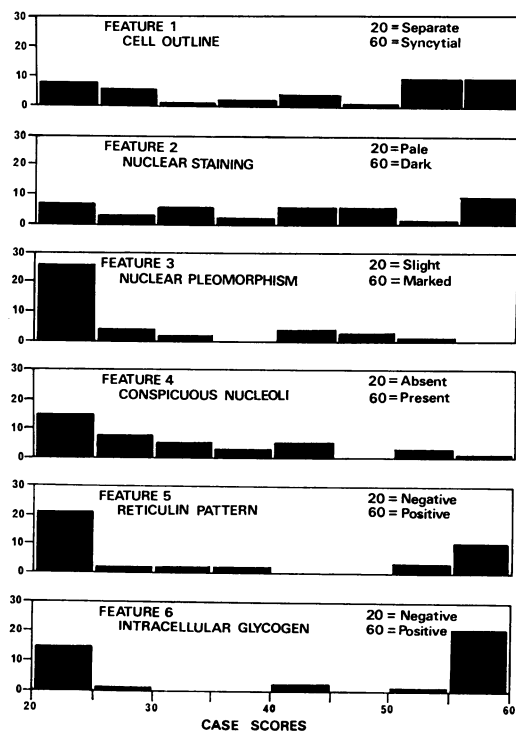 30
FEATURE 1
20 = Separate
CELL OUTLINE
60 = Syncytial
20
10
0
30
FEATURE 2
20 = Pale
NUCLEAR STAINING
60 = Dark
20
10
0
30
FEATURE 3
20 = Slight
NUCLEAR PLEOMORPHISM
60 = Marked
20
10
0
30
FEATURE 4
20 = Absent
CONSPICUOUS NUCLEOLI
60 = Present
20
10
0
30
FEATURE 5
20 = Negative
RETICULIN PATTERN
60 = Positive
20
10
0
30
FEATURE 6
20 = Negative
INTRACELLULAR GLYCOGEN
60 = Positive
20
10
0
20 30 40 50 60
CASE SCORES